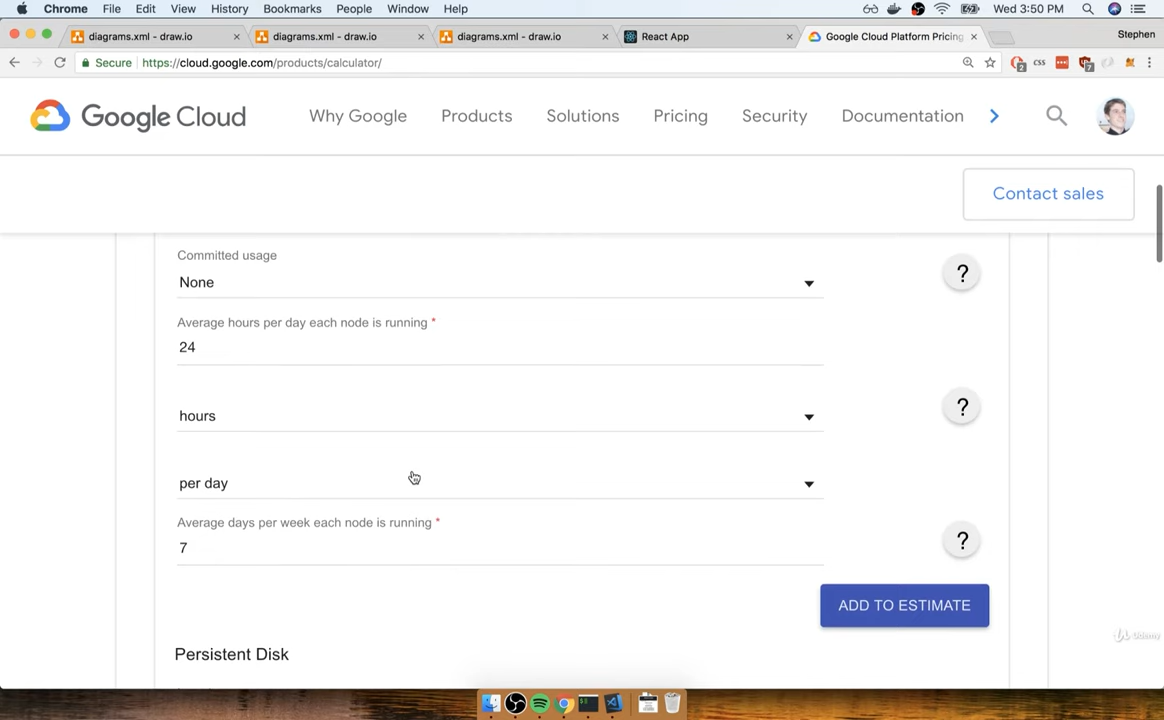 Chrome File Edit View History Bookmarks People Window Help Wed 3:50 PM
diagrams.xml - draw.io × diagrams.xml - draw.io × diagrams.xml - draw.io × React App × Google Cloud Platform Pricing × Stephen
Secure https://cloud.google.com/products/calculator/
Google Cloud Why Google Products Solutions Pricing Security Documentation
Contact sales
Committed usage
None
?
Average hours per day each node is running *
24
hours
?
per day
Average days per week each node is running *
7
?
ADD TO ESTIMATE
Udemy
Persistent Disk